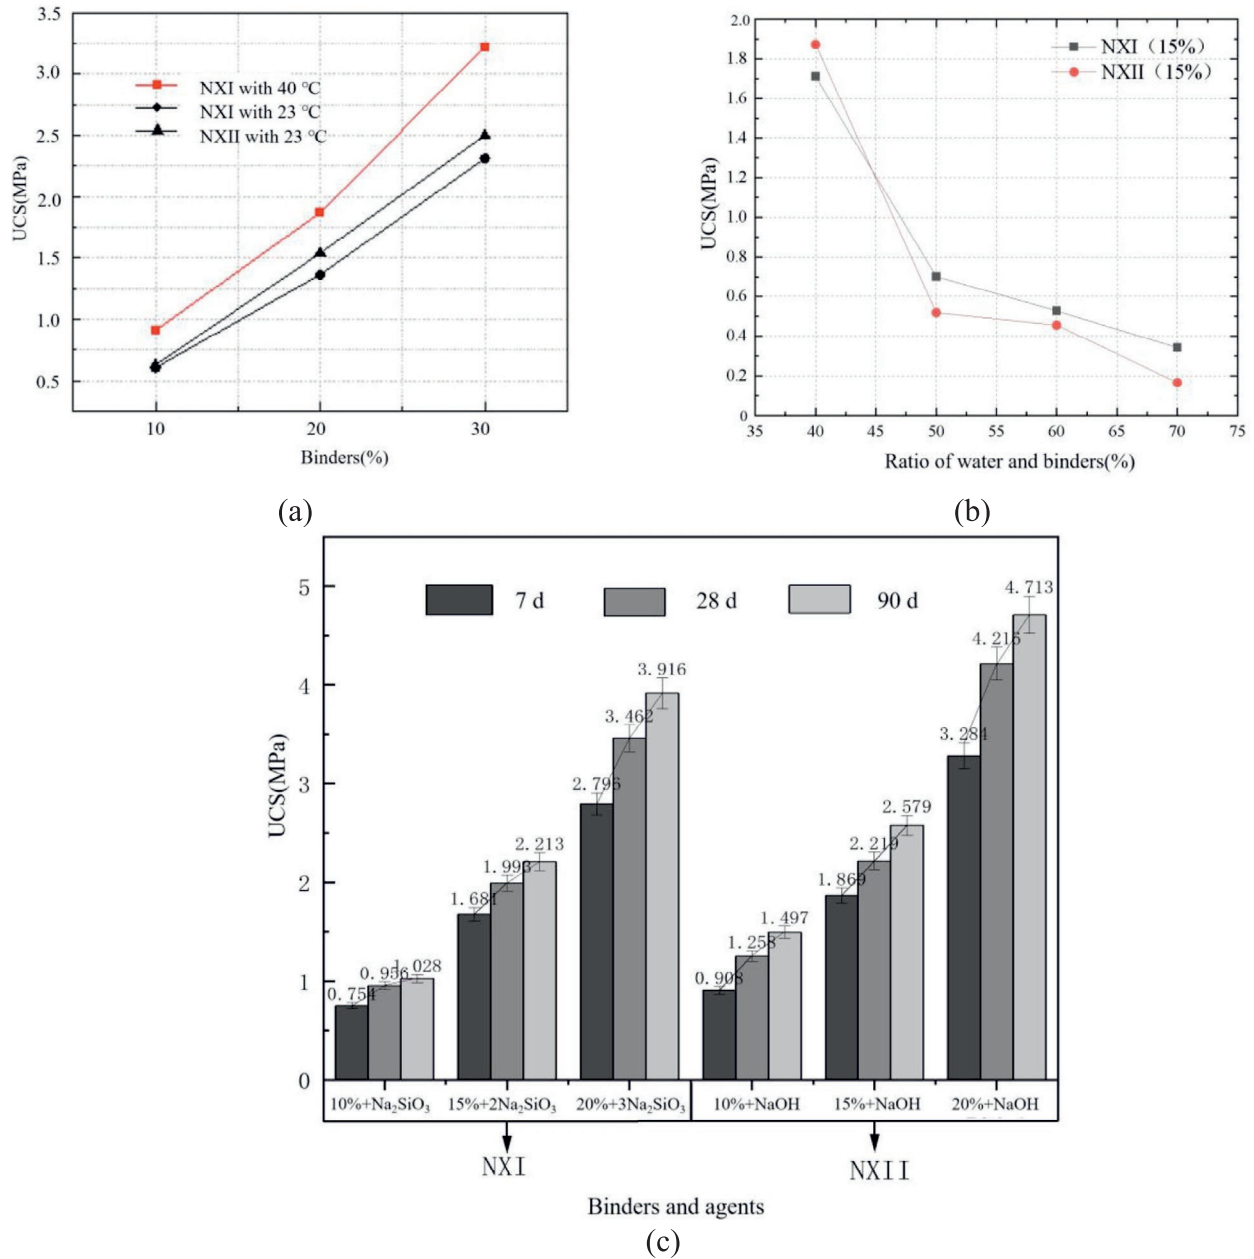 3.5
3.0
2.5
2.0
1.5
1.0
0.5
UCS(MPa)
NXI with 40 ℃
NXI with 23 ℃
NXII with 23 ℃
10
20
30
Binders(%)
(a)
2.0
1.8
1.6
1.4
1.2
1.0
0.8
0.6
0.4
0.2
0
UCS(MPa)
NXI（15%）
NXII（15%）
35
40
45
50
55
60
65
70
75
Ratio of water and binders(%)
(b)
5
4
3
2
1
0
UCS(MPa)
7 d
28 d
90 d
0.754
0.956
1.028
1.681
1.993
2.213
2.796
3.462
3.916
0.908
1.258
1.497
1.869
2.219
2.579
3.284
4.216
4.713
10%+Na₂SiO₃
15%+2Na₂SiO₃
20%+3Na₂SiO₃
10%+NaOH
15%+NaOH
20%+NaOH
NXI
NXII
Binders and agents
(c)